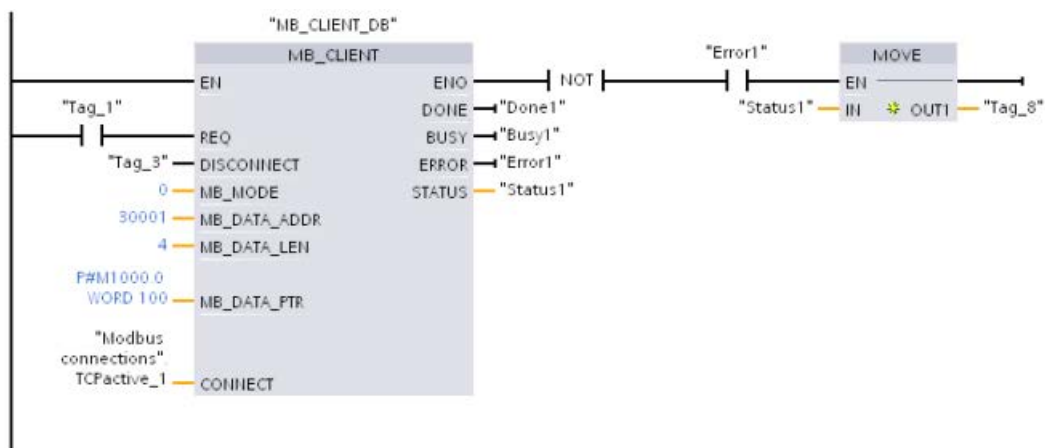 "MB_CLIENT_DB"
MB_CLIENT
EN
ENO
NOT
"Error1"
MOVE
EN
"Status1"
IN
OUT1
"Tag_8"
"Tag_1"
REQ
DONE
"Done1"
BUSY
"Busy1"
"Tag_3"
DISCONNECT
ERROR
"Error1"
0
MB_MODE
STATUS
"Status1"
30001
MB_DATA_ADDR
4
MB_DATA_LEN
P#M1000.0
WORD 100
MB_DATA_PTR
"Modbus
connections".
TCPactive_1
CONNECT